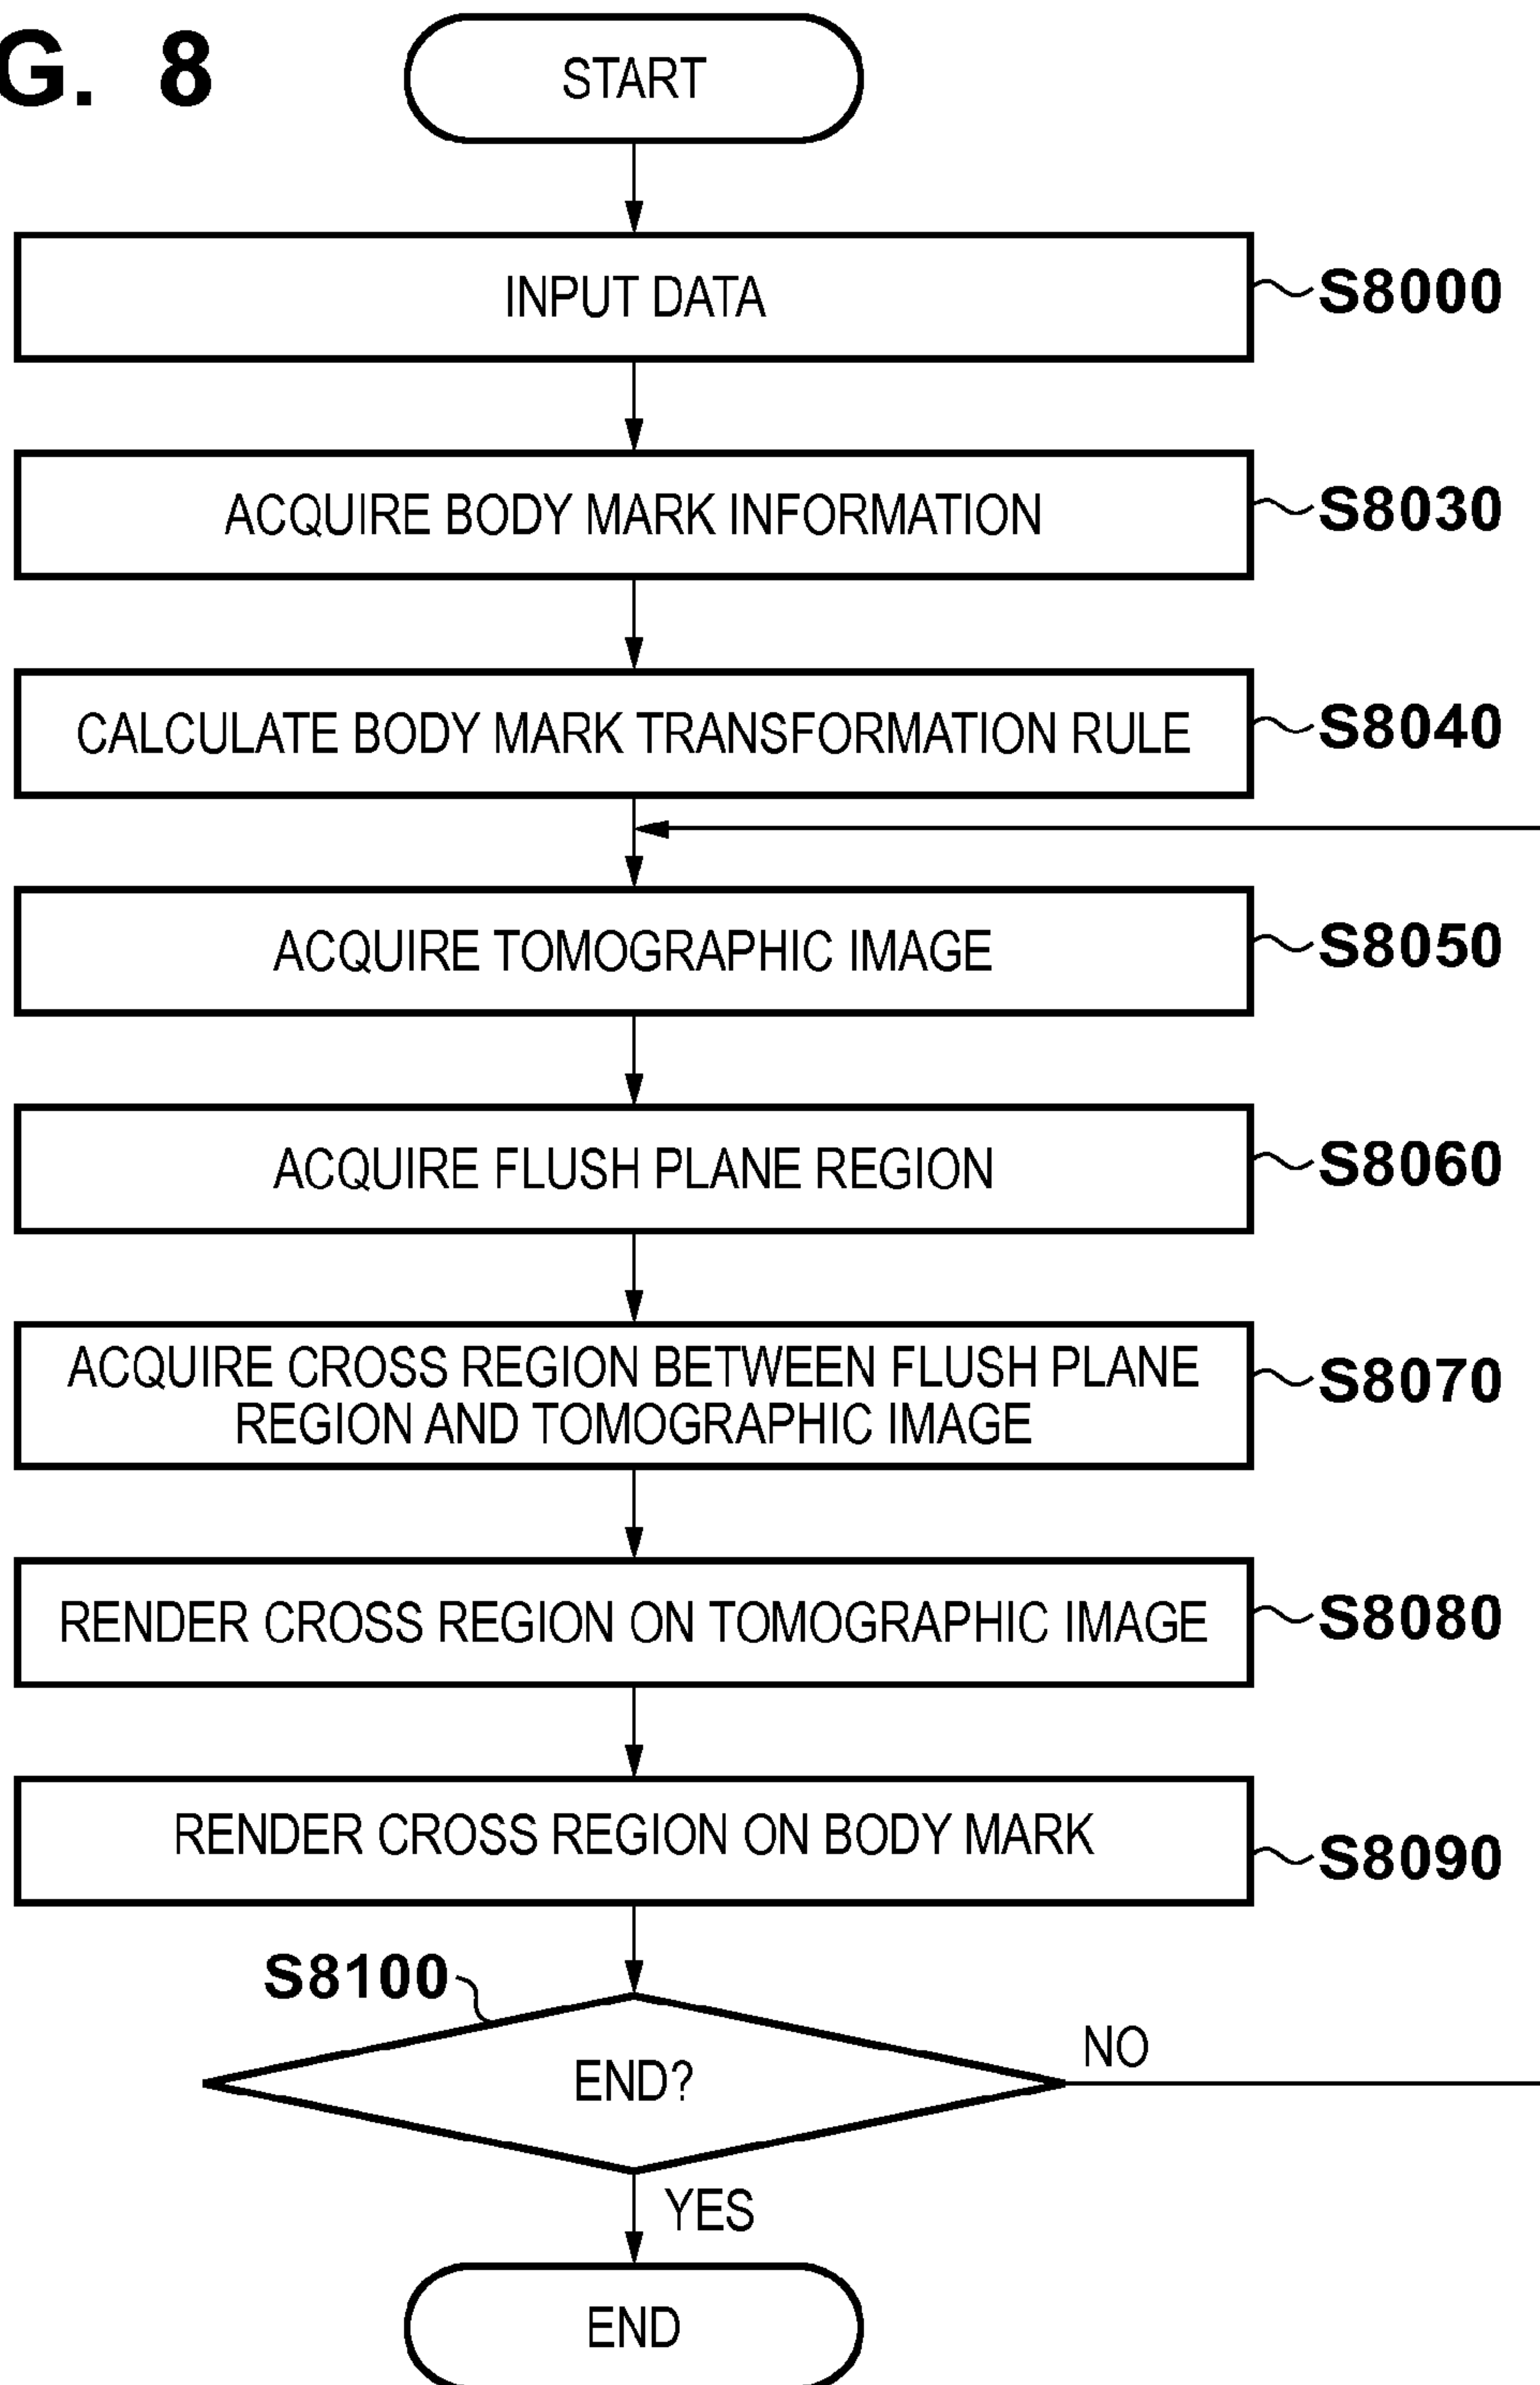 G. 8
START
INPUT DATA
S8000
ACQUIRE BODY MARK INFORMATION
S8030
CALCULATE BODY MARK TRANSFORMATION RULE
S8040
ACQUIRE TOMOGRAPHIC IMAGE
S8050
ACQUIRE FLUSH PLANE REGION
S8060
ACQUIRE CROSS REGION BETWEEN FLUSH PLANE
REGION AND TOMOGRAPHIC IMAGE
S8070
RENDER CROSS REGION ON TOMOGRAPHIC IMAGE
S8080
RENDER CROSS REGION ON BODY MARK
S8090
S8100
END?
NO
YES
END